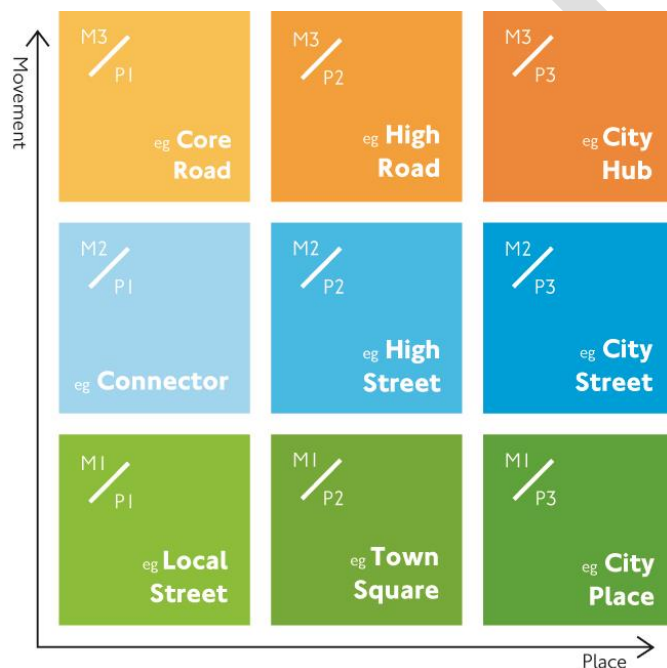 Movement
M3
P1
eg Core
Road
M3
P2
eg High
Road
M3
P3
eg City
Hub
M2
P1
eg Connector
M2
P2
eg High
Street
M2
P3
eg City
Street
M1
P1
eg Local
Street
M1
P2
eg Town
Square
M1
P3
eg City
Place
Place